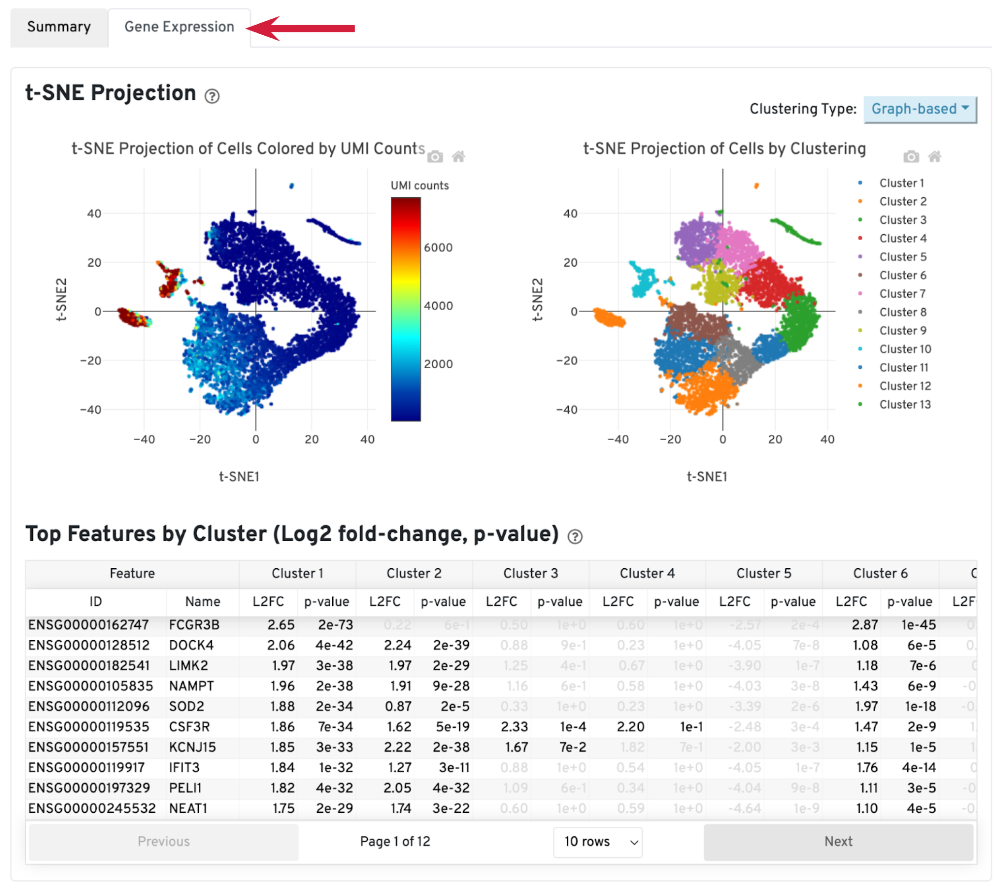 Summary Gene Expression
t-SNE Projection ?
Clustering Type: Graph-based
t-SNE Projection of Cells Colored by UMI Counts
UMI counts
6000
4000
2000
40
20
0
−20
−40
t-SNE2
−40 −20 0 20 40
t-SNE1
t-SNE Projection of Cells by Clustering
40
20
0
−20
−40
t-SNE2
−40 −20 0 20 40
t-SNE1
Cluster 1
Cluster 2
Cluster 3
Cluster 4
Cluster 5
Cluster 6
Cluster 7
Cluster 8
Cluster 9
Cluster 10
Cluster 11
Cluster 12
Cluster 13
Top Features by Cluster (Log2 fold-change, p-value) ?
Feature Cluster 1 Cluster 2 Cluster 3 Cluster 4 Cluster 5 Cluster 6
ID Name L2FC p-value L2FC p-value L2FC p-value L2FC p-value L2FC p-value L2FC p-value
ENSG00000162747 FCGR3B 2.65 2e-73 0.22 6e-1 0.50 1e+0 0.60 1e+0 -2.57 2e-4 2.87 1e-45
ENSG00000128512 DOCK4 2.06 4e-42 2.24 2e-39 0.88 9e-1 0.23 1e+0 -4.05 7e-8 1.08 6e-5
ENSG00000182541 LIMK2 1.97 3e-38 1.97 2e-29 1.25 4e-1 0.67 1e+0 -3.90 1e-7 1.18 7e-6
ENSG00000105835 NAMPT 1.96 2e-38 1.91 9e-28 1.16 6e-1 0.58 1e+0 -4.03 3e-8 1.43 6e-9
ENSG00000112096 SOD2 1.88 2e-34 0.87 2e-5 0.33 1e+0 0.23 1e+0 -3.39 2e-6 1.97 1e-18
ENSG00000119535 CSF3R 1.86 7e-34 1.62 5e-19 2.33 1e-4 2.20 1e-1 -2.48 3e-4 1.47 2e-9
ENSG00000157551 KCNJ15 1.85 3e-33 2.22 2e-38 1.67 7e-2 1.82 7e-1 -2.00 3e-3 1.15 1e-5
ENSG00000119917 IFIT3 1.84 1e-32 1.27 3e-11 0.88 1e+0 0.54 1e+0 -4.05 1e-7 1.76 4e-14
ENSG00000197329 PELI1 1.82 4e-32 2.05 4e-32 1.09 6e-1 0.34 1e+0 -4.04 9e-8 1.11 3e-5
ENSG00000245532 NEAT1 1.75 2e-29 1.74 3e-22 0.60 1e+0 0.59 1e+0 -4.64 1e-9 1.10 4e-5
Previous Page 1 of 12 10 rows Next